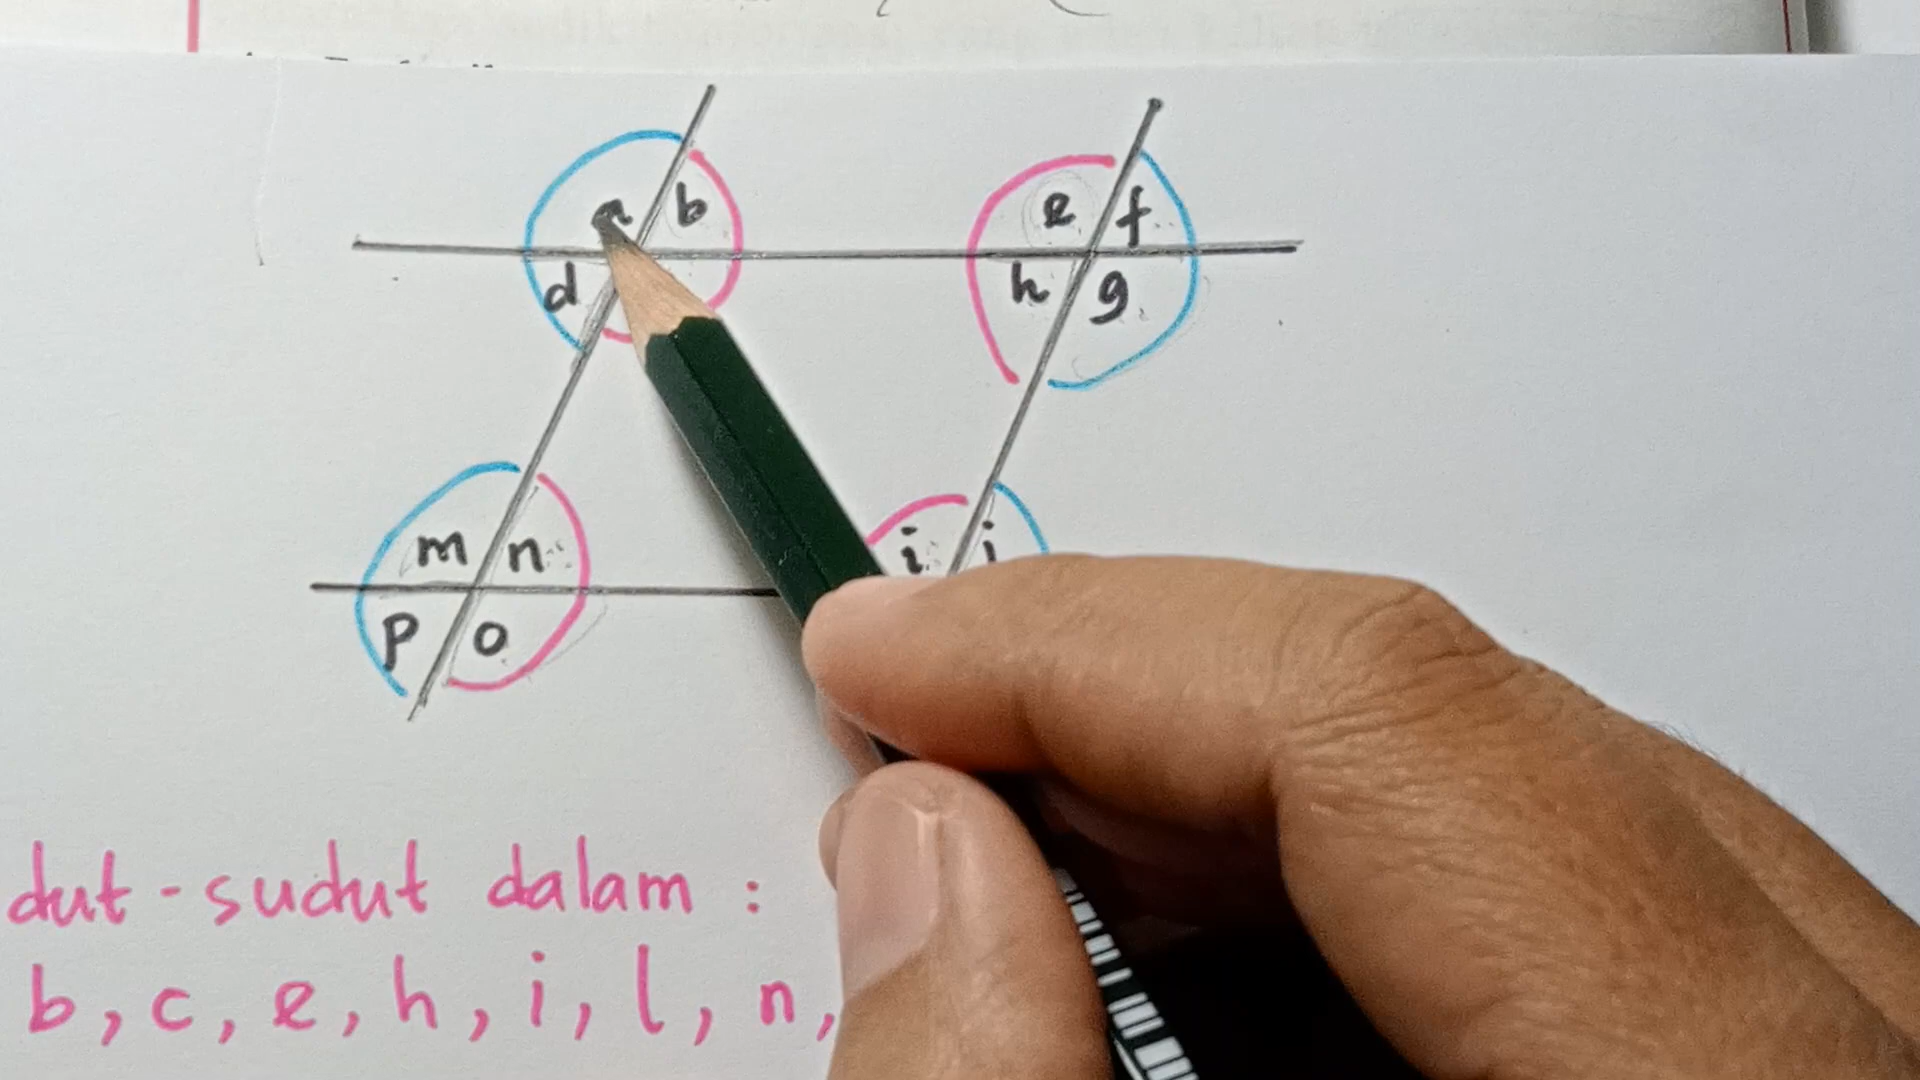 a b e f
d h g
m n i j
p o
dut-sudut dalam :
b, c, e, h, i, l, n,